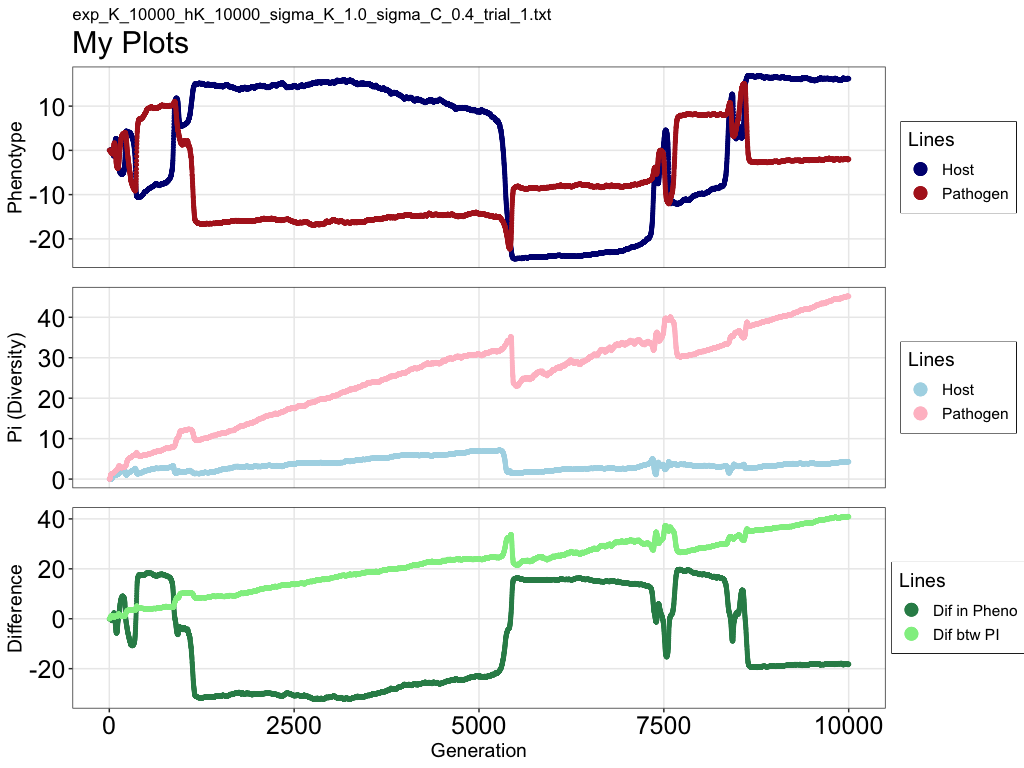 exp_K_10000_hK_10000_sigma_K_1.0_sigma_C_0.4_trial_1.txt
My Plots
Phenotype
10
0
-10
-20
Lines
Host
Pathogen
Pi (Diversity)
40
30
20
10
0
Lines
Host
Pathogen
Difference
40
20
0
-20
Lines
Dif in Pheno
Dif btw PI
0 2500 5000 7500 10000
Generation